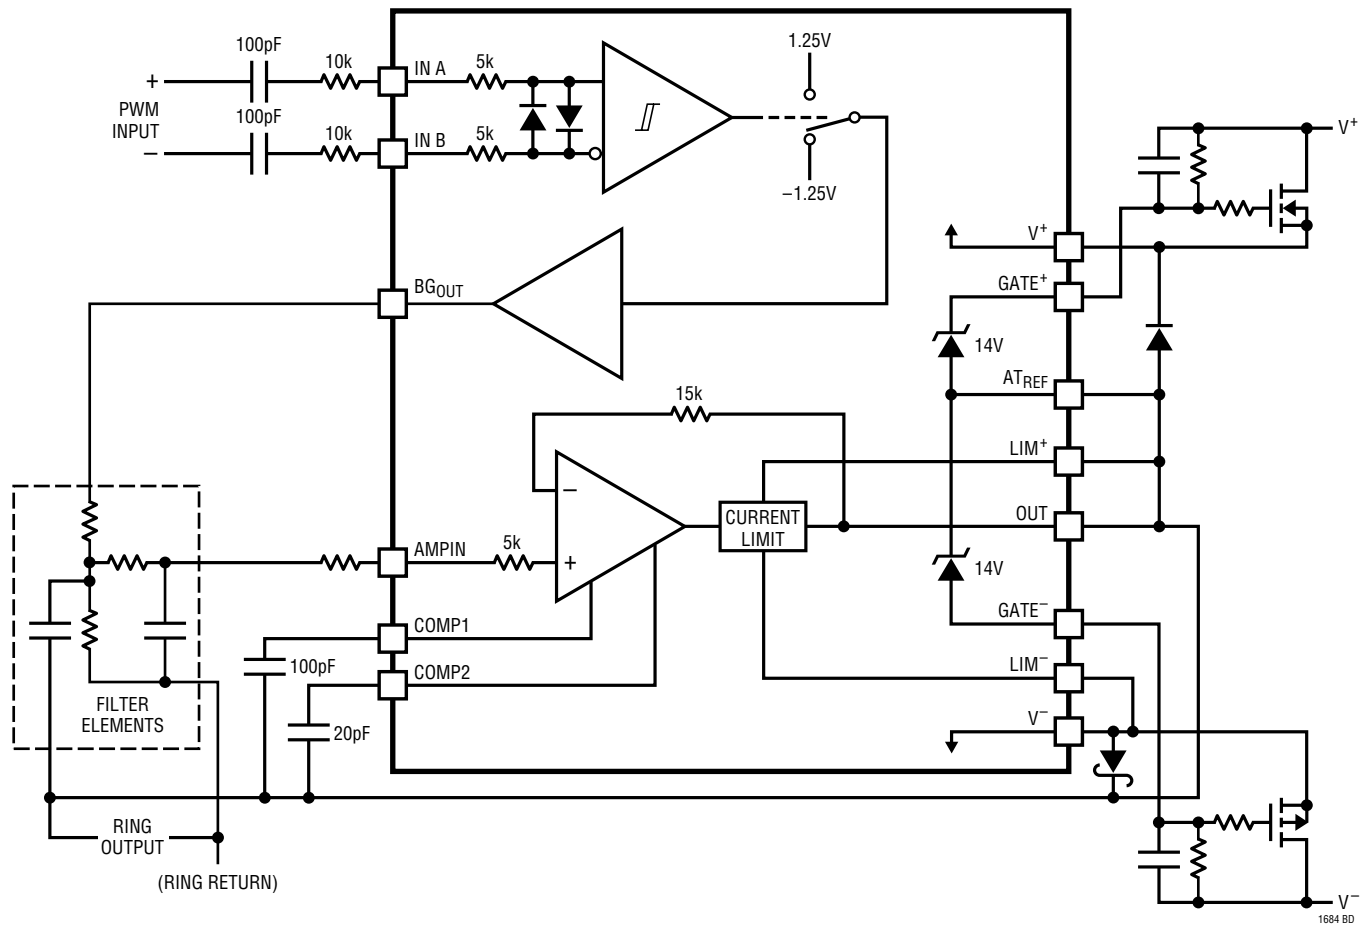 100pF
10k
IN A
5k
+
PWM
INPUT
−
100pF
10k
IN B
5k
1.25V
−1.25V
V+
V+
GATE+
14V
ATREF
LIM+
OUT
14V
GATE−
LIM−
V−
BGOUT
15k
−
+
CURRENT
LIMIT
AMPIN
5k
COMP1
100pF
COMP2
20pF
FILTER
ELEMENTS
RING
OUTPUT
(RING RETURN)
V−
1684 BD